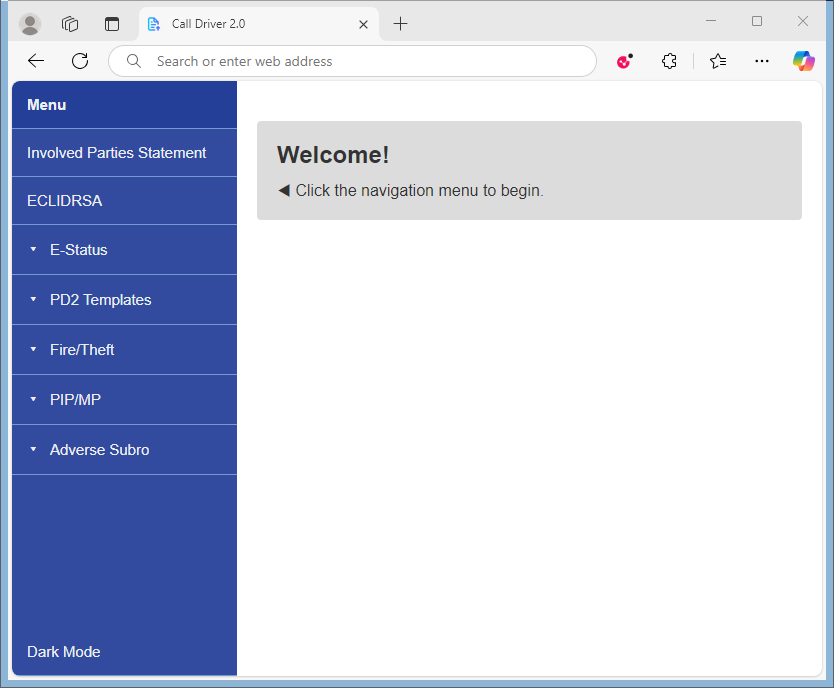 Call Driver 2.0
Search or enter web address
Menu
Involved Parties Statement
ECLIDRSA
E-Status
PD2 Templates
Fire/Theft
PIP/MP
Adverse Subro
Dark Mode
Welcome!
◀ Click the navigation menu to begin.